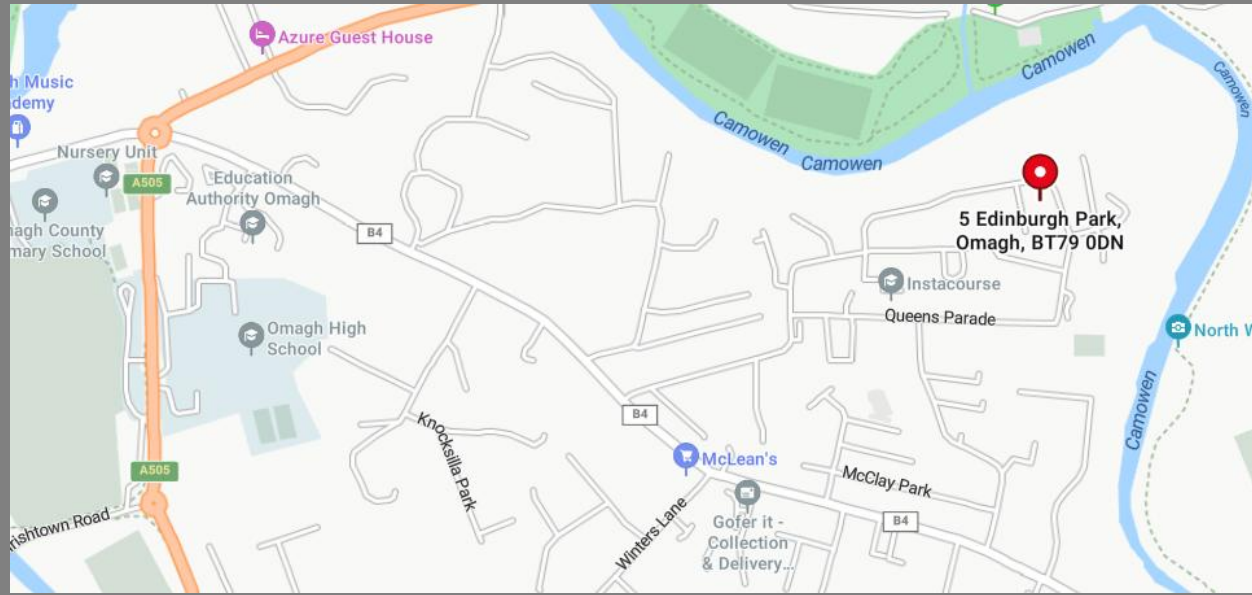 Azure Guest House
h Music
demy
Nursery Unit
A505
Education
Authority Omagh
agh County
mary School
B4
Omagh High
School
Camowen
Camowen
Camowen
Camowen
5 Edinburgh Park,
Omagh, BT79 0DN
Instacourse
Queens Parade
North W
Camowen
B4
Knocksilla Park
McLean's
McClay Park
A505
rishtown Road
Winters Lane
Gofer it -
Collection
& Delivery...
B4